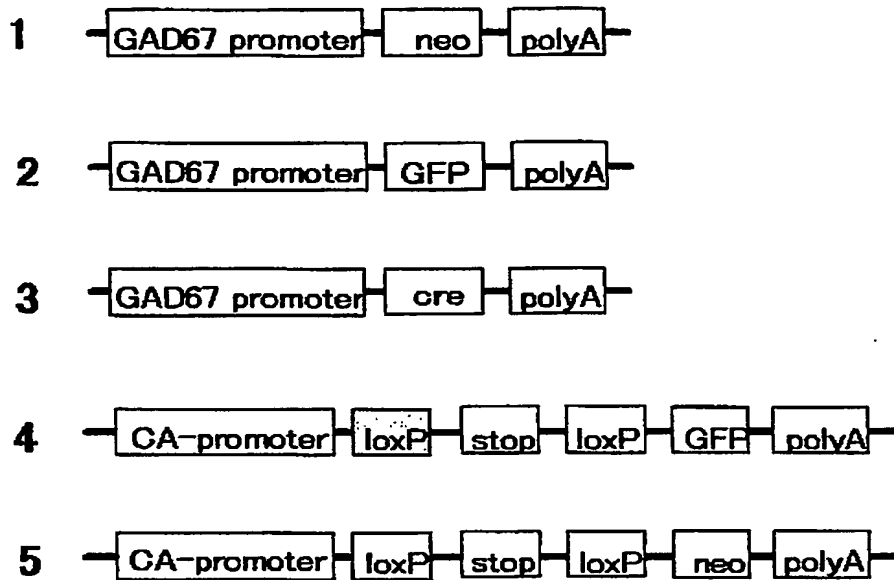 1 GAD67 promoter neo polyA
2 GAD67 promoter GFP polyA
3 GAD67 promoter cre polyA
4 CA-promoter loxP stop loxP GFP polyA
5 CA-promoter loxP stop loxP neo polyA